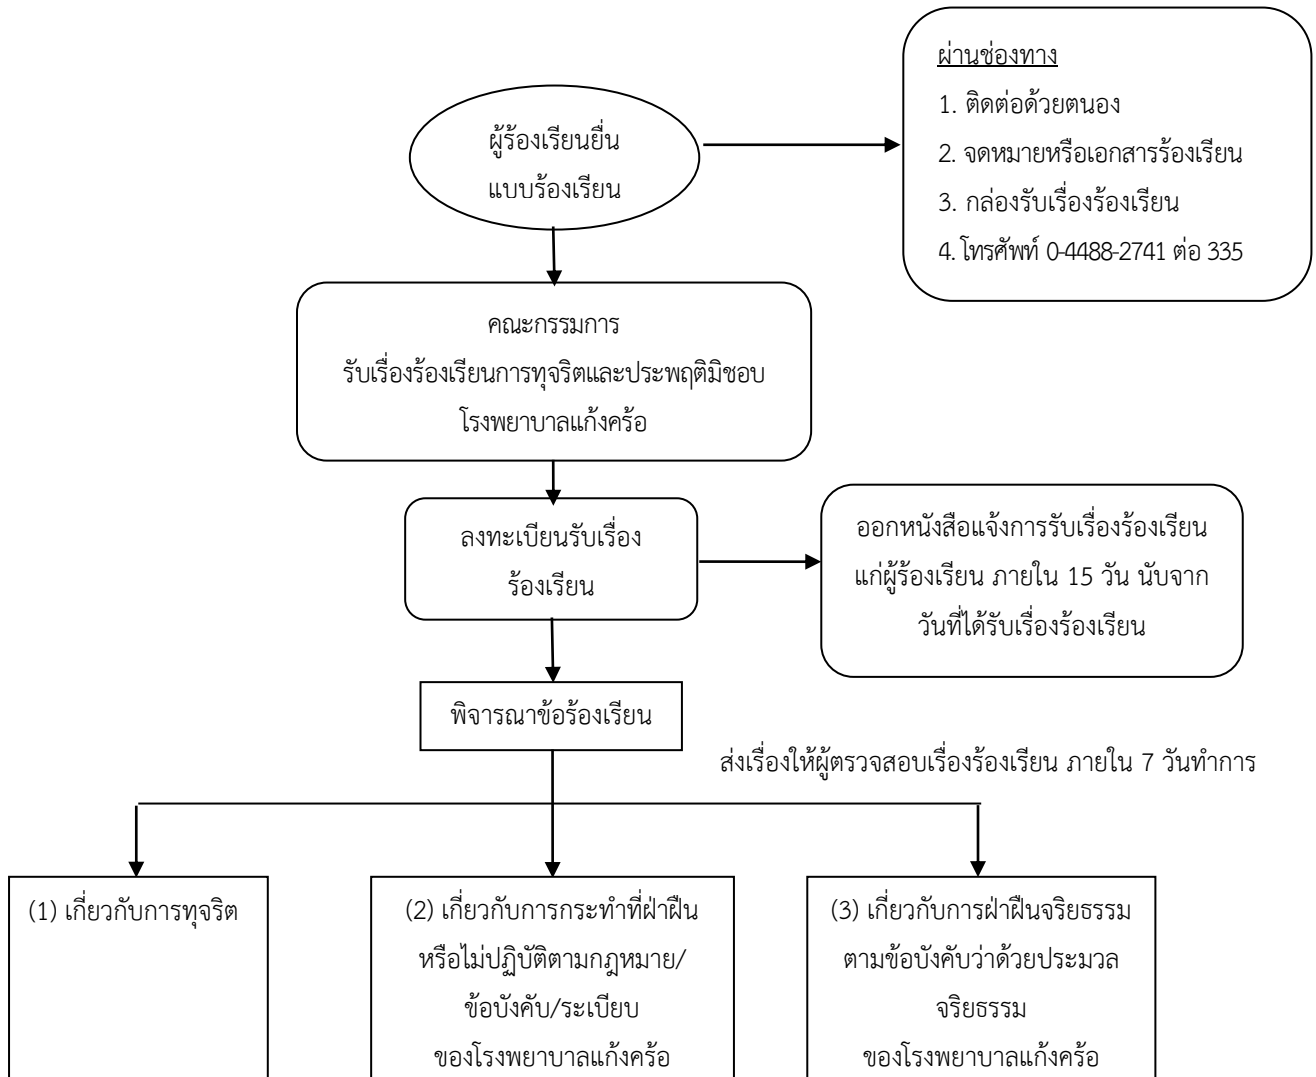 ผู้ร้องเรียนยื่น
แบบร้องเรียน
ผ่านช่องทาง
1. ติดต่อด้วยตนอง
2. จดหมายหรือเอกสารร้องเรียน
3. กล่องรับเรื่องร้องเรียน
4. โทรศัพท์ 0-4488-2741 ต่อ 335
คณะกรรมการ
รับเรื่องร้องเรียนการทุจริตและประพฤติมิชอบ
โรงพยาบาลแก้งคร้อ
ลงทะเบียนรับเรื่อง
ร้องเรียน
ออกหนังสือแจ้งการรับเรื่องร้องเรียน
แก่ผู้ร้องเรียน ภายใน 15 วัน นับจาก
วันที่ได้รับเรื่องร้องเรียน
พิจารณาข้อร้องเรียน
ส่งเรื่องให้ผู้ตรวจสอบเรื่องร้องเรียน ภายใน 7 วันทำการ
(1) เกี่ยวกับการทุจริต
(2) เกี่ยวกับการกระทำที่ฝ่าฝืน
หรือไม่ปฏิบัติตามกฎหมาย/
ข้อบังคับ/ระเบียบ
ของโรงพยาบาลแก้งคร้อ
(3) เกี่ยวกับการฝ่าฝืนจริยธรรม
ตามข้อบังคับว่าด้วยประมวล
จริยธรรม
ของโรงพยาบาลแก้งคร้อ